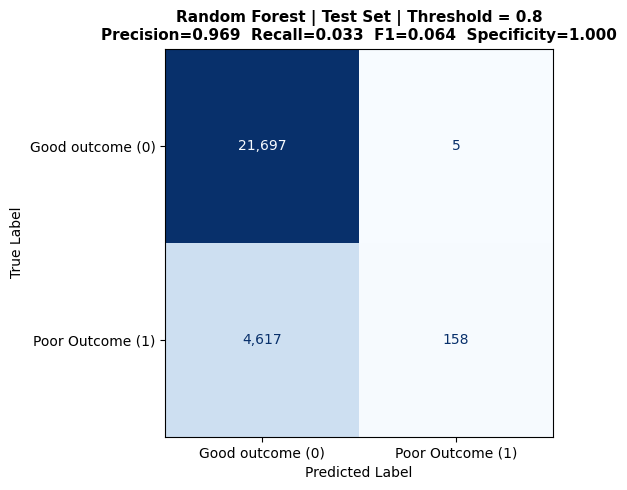 Random Forest | Test Set | Threshold = 0.8
Precision=0.969  Recall=0.033  F1=0.064  Specificity=1.000
True Label
Good outcome (0)
21,697
5
Poor Outcome (1)
4,617
158
Good outcome (0)
Poor Outcome (1)
Predicted Label